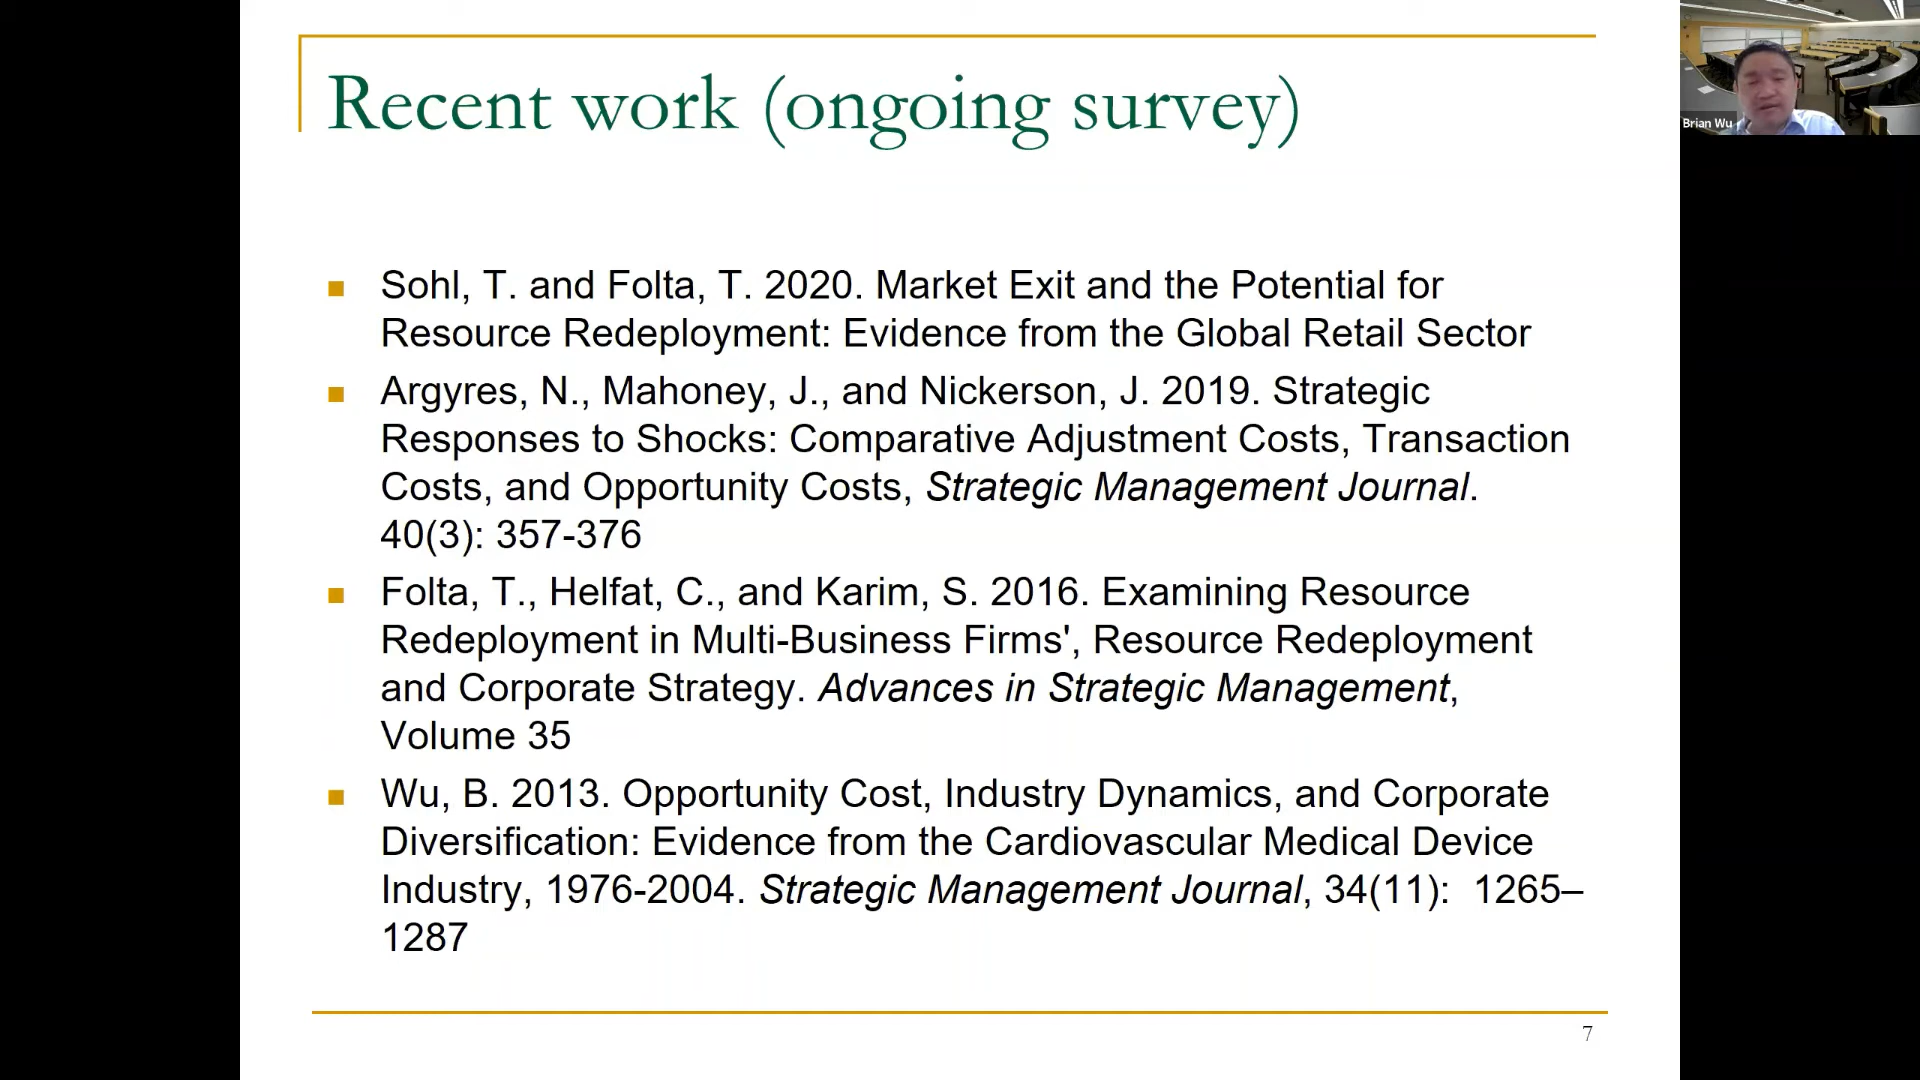 Recent work (ongoing survey)
Brian Wu
Sohl, T. and Folta, T. 2020. Market Exit and the Potential for
Resource Redeployment: Evidence from the Global Retail Sector
Argyres, N., Mahoney, J., and Nickerson, J. 2019. Strategic
Responses to Shocks: Comparative Adjustment Costs, Transaction
Costs, and Opportunity Costs, Strategic Management Journal.
40(3): 357-376
Folta, T., Helfat, C., and Karim, S. 2016. Examining Resource
Redeployment in Multi-Business Firms', Resource Redeployment
and Corporate Strategy. Advances in Strategic Management,
Volume 35
Wu, B. 2013. Opportunity Cost, Industry Dynamics, and Corporate
Diversification: Evidence from the Cardiovascular Medical Device
Industry, 1976-2004. Strategic Management Journal, 34(11): 1265–
1287
7